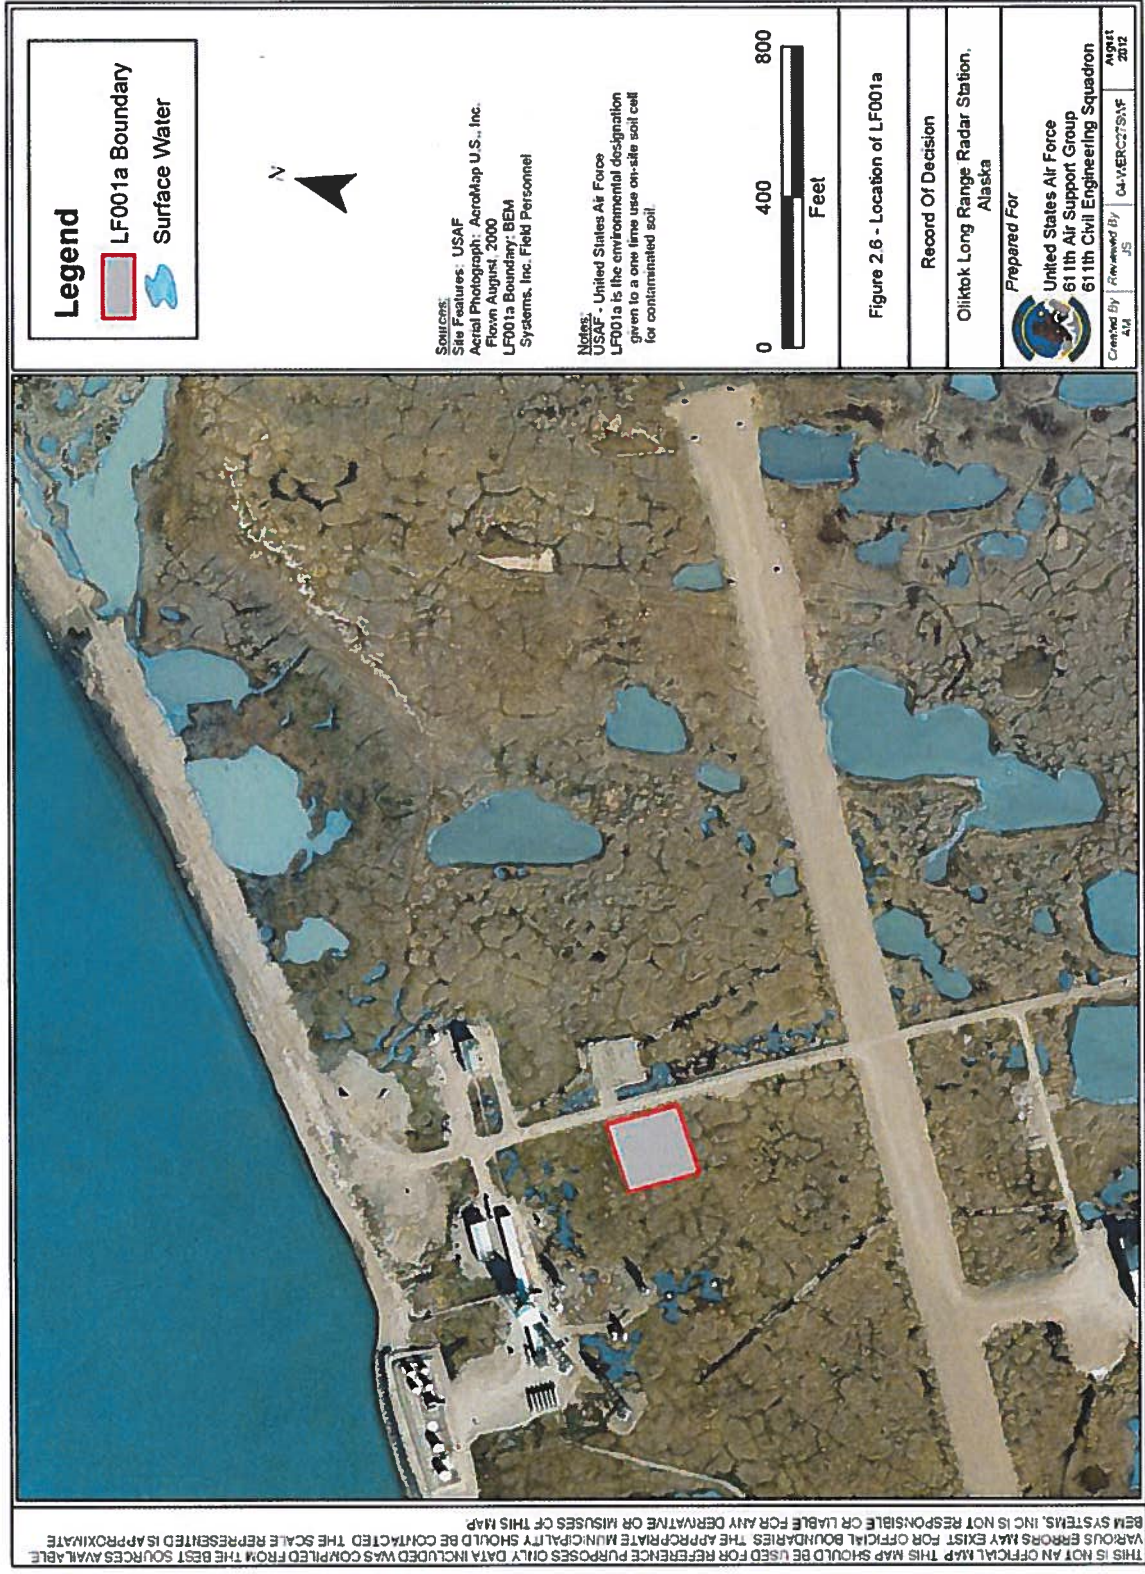 Legend
LF001a Boundary
Surface Water
N
Sources:
Site Features: USAF
Aerial Photograph: AeroMap U.S., Inc.
Flown August, 2000
LF001a Boundary: BEM
Systems, Inc. Field Personnel
Notes:
USAF - United States Air Force
LF001a is the environmental designation
given to a one time use on-site soil cell
for contaminated soil.
0 400 800
Feet
Figure 2.6 - Location of LF001a
Record Of Decision
Oliktok Long Range Radar Station,
Alaska
Prepared For
United States Air Force
611th Air Support Group
611th Civil Engineering Squadron
Created By
AM
Reviewed By
JS
August
2012
THIS IS NOT AN OFFICIAL MAP. THIS MAP SHOULD BE USED FOR REFERENCE PURPOSES ONLY. DATA INCLUDED WAS COMPILED FROM THE BEST SOURCES AVAILABLE.
VARIOUS ERRORS MAY EXIST. FOR OFFICIAL BOUNDARIES THE APPROPRIATE MUNICIPALITY SHOULD BE CONTACTED. THE SCALE REPRESENTED IS APPROXIMATE.
BEM SYSTEMS, INC IS NOT RESPONSIBLE OR LIABLE FOR ANY DERIVATIVE OR MISUSES OF THIS MAP.